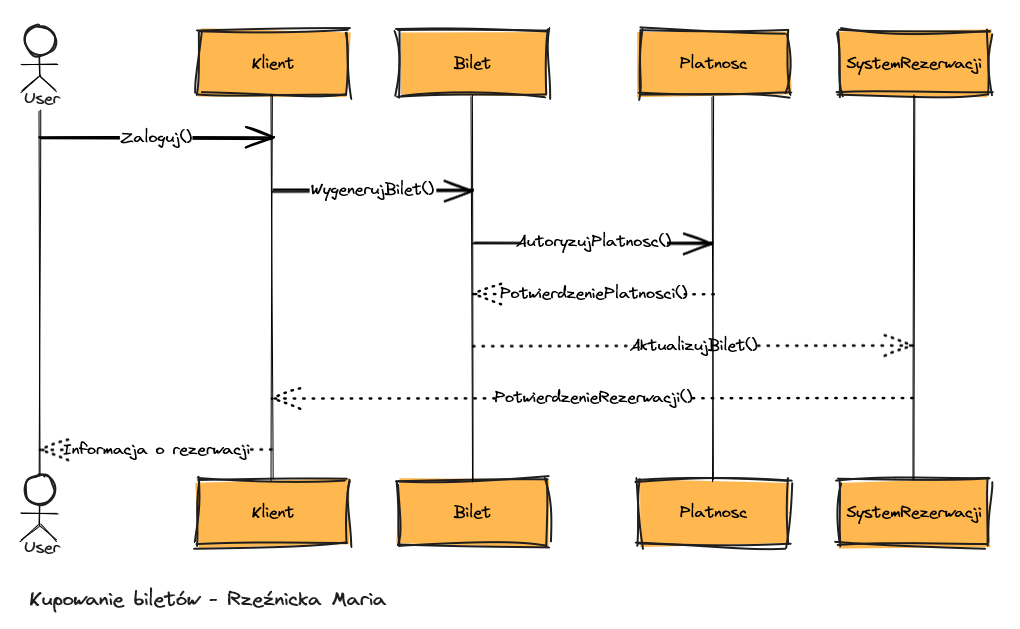 Klient
Bilet
Platnosc
SystemRezerwacji
User
Zaloguj()
WygenerujBilet()
AutoryzujPlatnosc()
PotwierdzeniePlatnosci()
AktualizujBilet()
PotwierdzenieRezerwacji()
Informacja o rezerwacji
Klient
Bilet
Platnosc
SystemRezerwacji
User
Kupowanie biletów - Rzeźnicka Maria